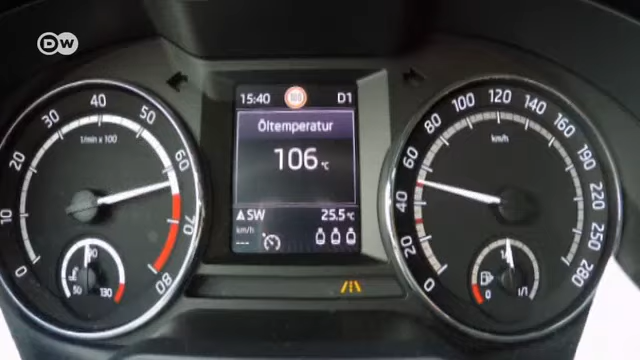 DW
15:40 100 D1
Öltemperatur
106 °C
SW 25.5 °C
km/h
---
0 10 20 30 40 50 60 70 80
1/min x 100
50 90 130
0 20 40 60 80 100 120 140 160 190 220 250 280
km/h
0 1/1